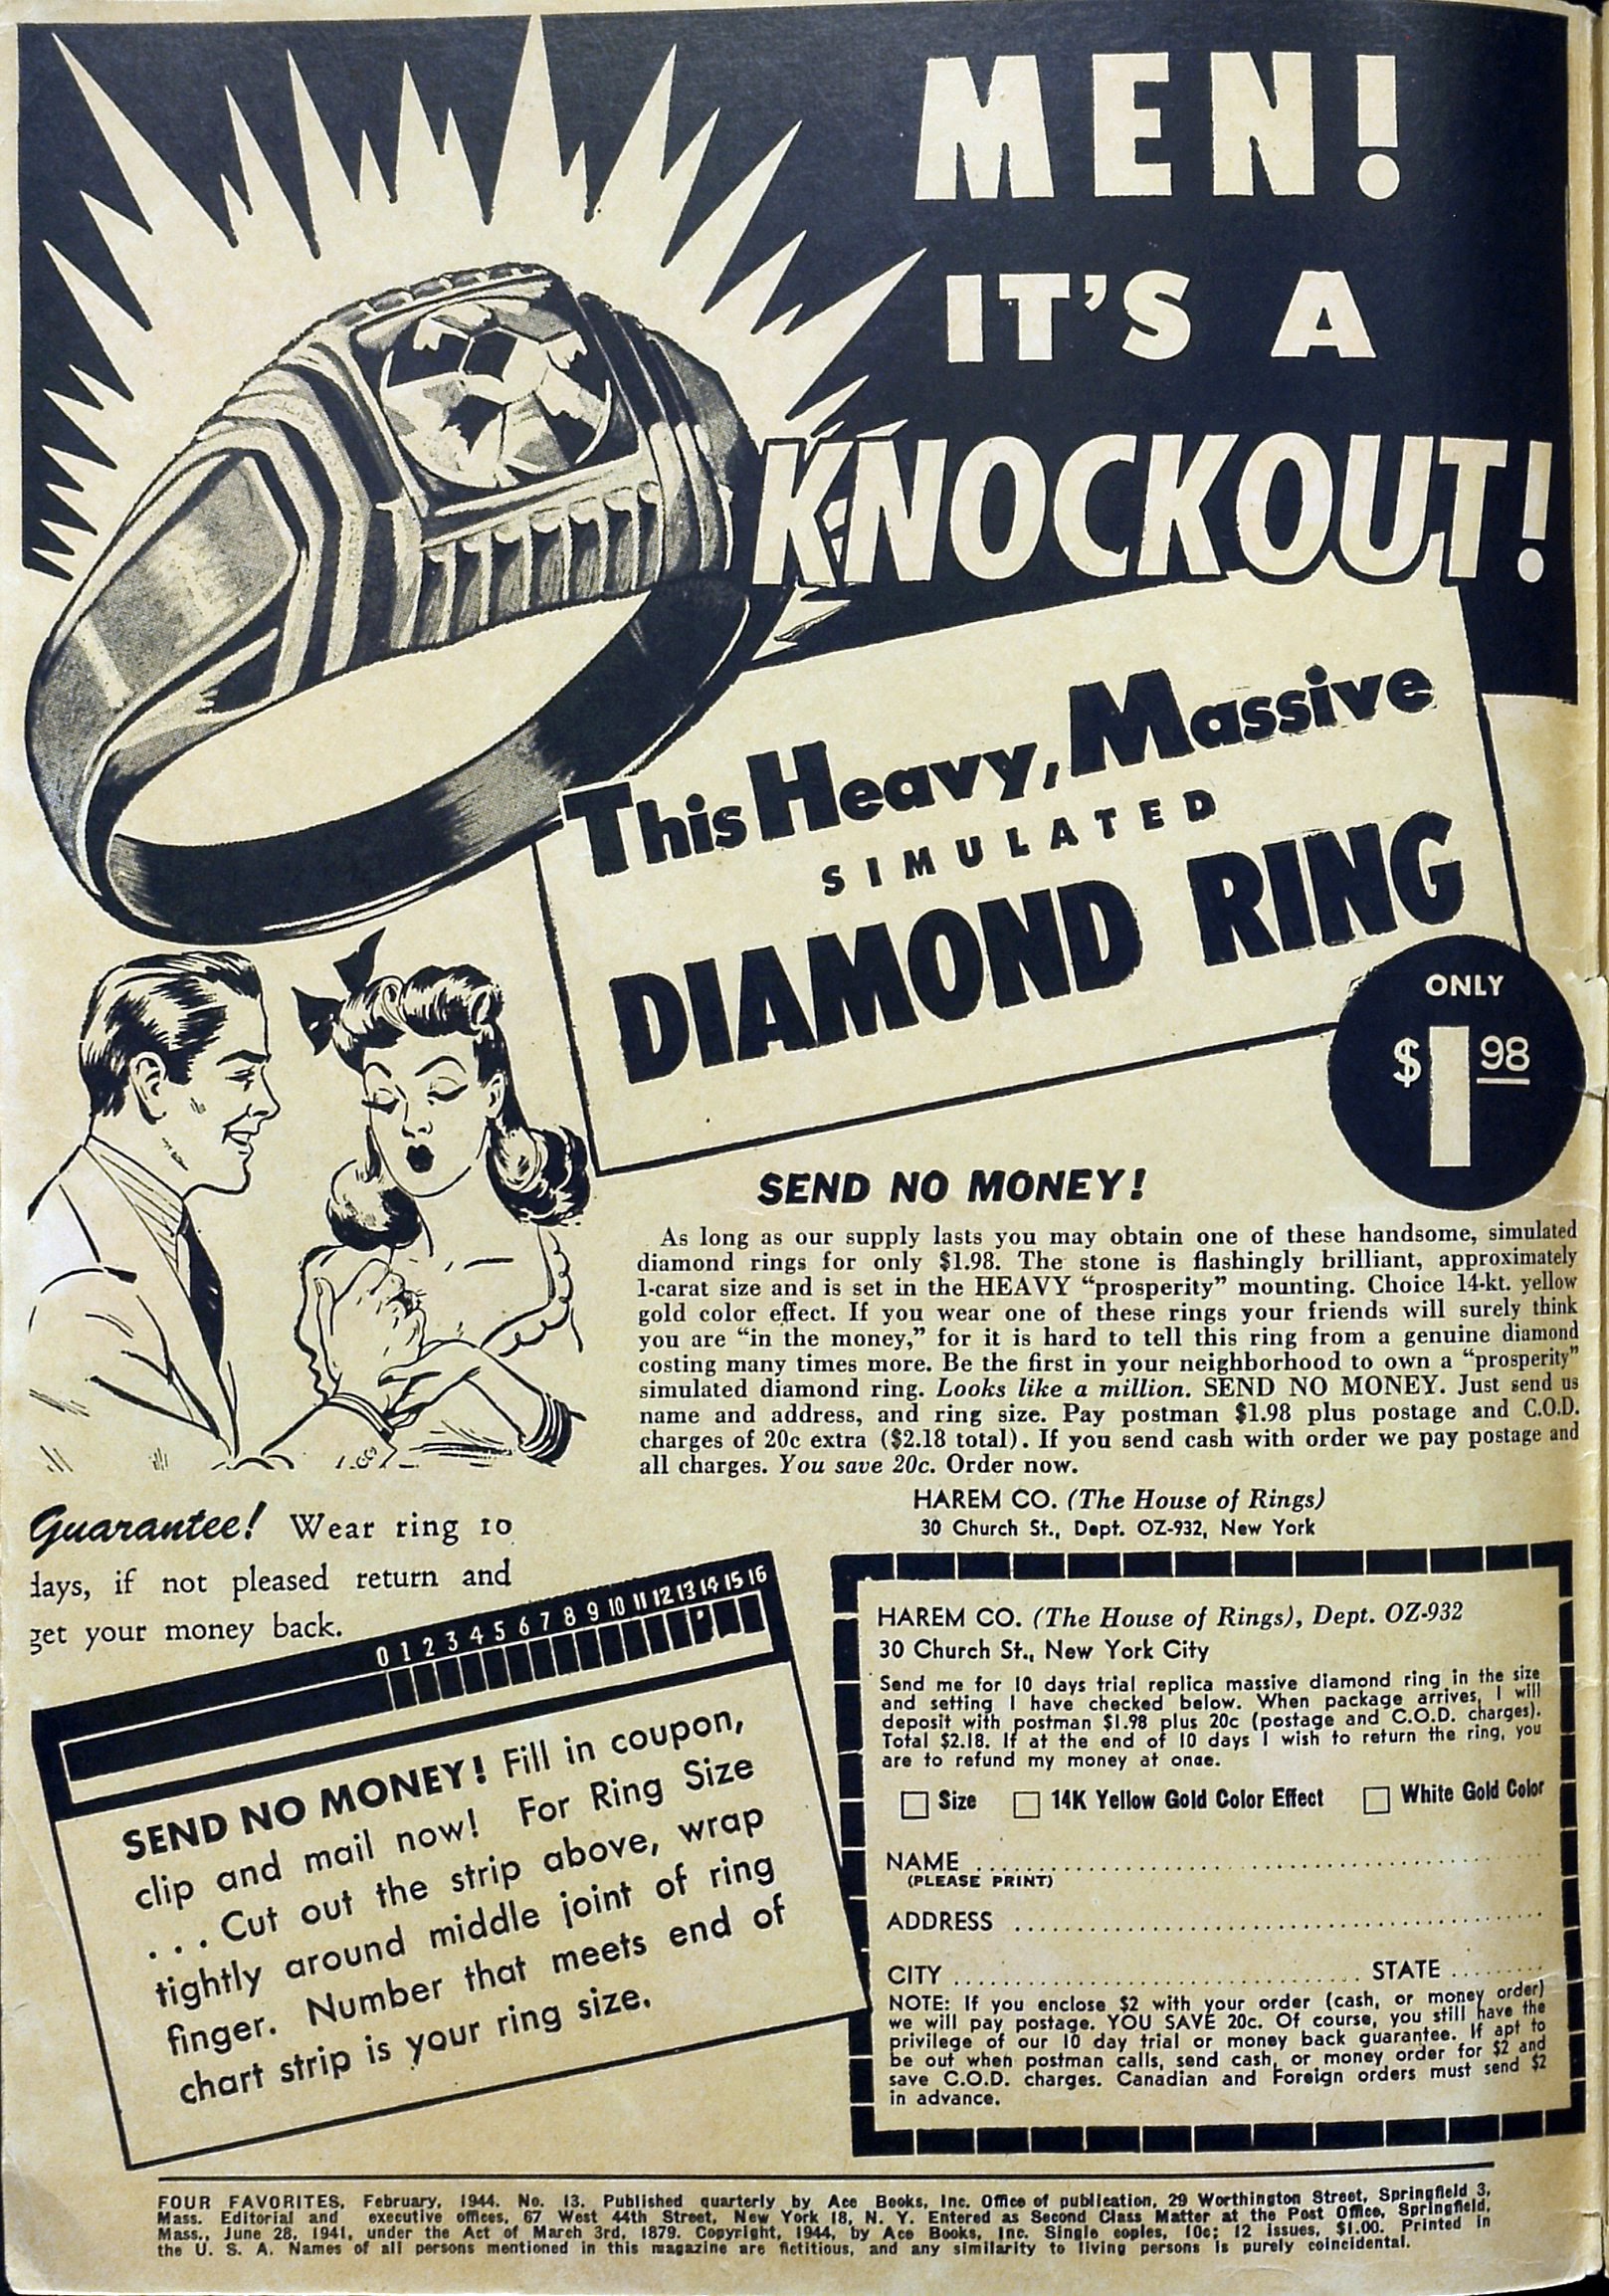 MEN!
IT'S A
KNOCKOUT!
This Heavy, Massive
SIMULATED
DIAMOND RING
ONLY
$1 98
SEND NO MONEY!
As long as our supply lasts you may obtain one of these handsome, simulated
diamond rings for only $1.98. The stone is flashingly brilliant, approximately
1-carat size and is set in the HEAVY "prosperity" mounting. Choice 14-kt. yellow
gold color effect. If you wear one of these rings your friends will surely think
you are "in the money," for it is hard to tell this ring from a genuine diamond
costing many times more. Be the first in your neighborhood to own a "prosperity"
simulated diamond ring. Looks like a million. SEND NO MONEY. Just send us
name and address, and ring size. Pay postman $1.98 plus postage and C.O.D.
charges of 20c extra ($2.18 total). If you send cash with order we pay postage and
all charges. You save 20c. Order now.
HAREM CO. (The House of Rings)
30 Church St., Dept. OZ-932, New York
Guarantee! Wear ring 10
days, if not pleased return and
get your money back.
0 1 2 3 4 5 6 7 8 9 10 11 12 13 14 15 16
SEND NO MONEY! Fill in coupon,
clip and mail now! For Ring Size
...Cut out the strip above, wrap
tightly around middle joint of ring
finger. Number that meets end of
chart strip is your ring size.
HAREM CO. (The House of Rings), Dept. OZ-932
30 Church St., New York City
Send me for 10 days trial replica massive diamond ring in the size
and setting I have checked below. When package arrives, I will
deposit with postman $1.98 plus 20c (postage and C.O.D. charges).
Total $2.18. If at the end of 10 days I wish to return the ring, you
are to refund my money at once.
Size 14K Yellow Gold Color Effect White Gold Color
NAME
(PLEASE PRINT)
ADDRESS
CITY STATE
NOTE: If you enclose $2 with your order (cash, or money order)
we will pay postage. YOU SAVE 20c. Of course, you still have the
privilege of our 10 day trial or money back guarantee. If apt to
be out when postman calls, send cash, or money order for $2 and
save C.O.D. charges. Canadian and Foreign orders must send $2
in advance.
FOUR FAVORITES, February, 1944. No. 13. Published quarterly by Ace Books, Inc. Office of publication, 29 Worthington Street, Springfield 3,
Mass. Editorial and executive offices, 67 West 44th Street, New York 18, N. Y. Entered as Second Class Matter at the Post Office, Springfield,
Mass., June 28, 1941, under the Act of March 3rd, 1879. Copyright, 1944, by Ace Books, Inc. Single copies, 10c; 12 issues, $1.00. Printed in
the U. S. A. Names of all persons mentioned in this magazine are fictitious, and any similarity to living persons is purely coincidental.